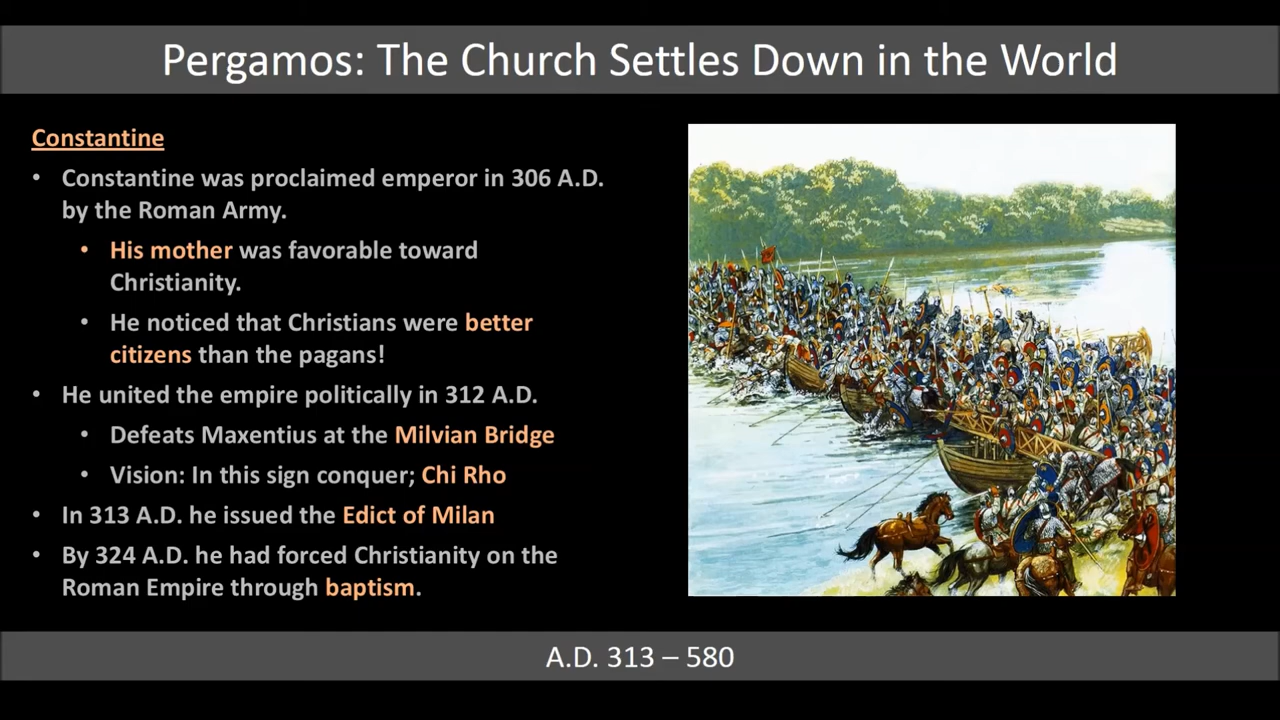 Pergamos: The Church Settles Down in the World
Constantine
• Constantine was proclaimed emperor in 306 A.D.
by the Roman Army.
• His mother was favorable toward
Christianity.
• He noticed that Christians were better
citizens than the pagans!
• He united the empire politically in 312 A.D.
• Defeats Maxentius at the Milvian Bridge
• Vision: In this sign conquer; Chi Rho
• In 313 A.D. he issued the Edict of Milan
• By 324 A.D. he had forced Christianity on the
Roman Empire through baptism.
A.D. 313 – 580